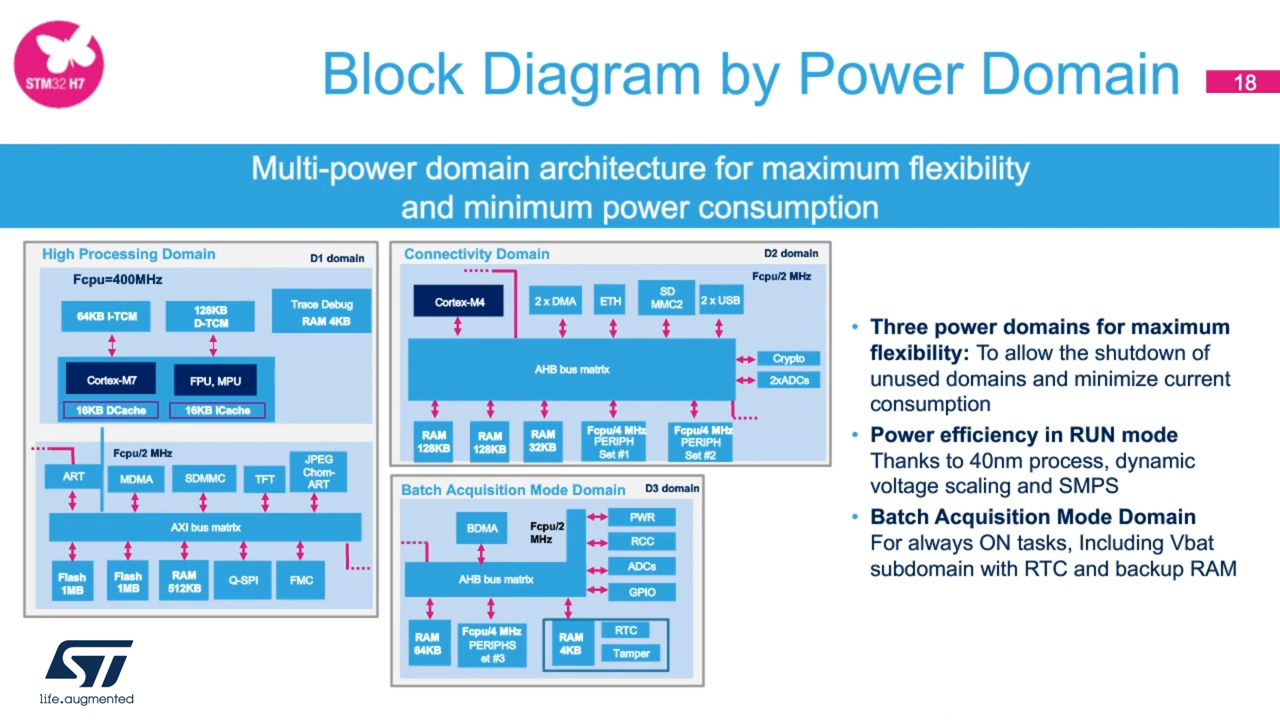 STM32 H7
Block Diagram by Power Domain
18
Multi-power domain architecture for maximum flexibility
and minimum power consumption
High Processing Domain
D1 domain
Fcpu=400MHz
64KB I-TCM
128KB
D-TCM
Trace Debug
RAM 4KB
Cortex-M7
FPU, MPU
16KB DCache
16KB ICache
Fcpu/2 MHz
ART
MDMA
SDMMC
TFT
JPEG
Chom-
ART
AXI bus matrix
Flash
1MB
Flash
1MB
RAM
512KB
Q-SPI
FMC
Connectivity Domain
D2 domain
Fcpu/2 MHz
Cortex-M4
2 x DMA
ETH
SD
MMC2
2 x USB
AHB bus matrix
Crypto
2xADCs
RAM
128KB
RAM
128KB
RAM
32KB
Fcpu/4 MHz
PERIPH
Set #1
Fcpu/4 MHz
PERIPH
Set #2
Batch Acquisition Mode Domain
D3 domain
BDMA
Fcpu/2
MHz
AHB bus matrix
PWR
RCC
ADCs
GPIO
RAM
64KB
Fcpu/4 MHz
PERIPHS
et #3
RAM
4KB
RTC
Tamper
• Three power domains for maximum
flexibility: To allow the shutdown of
unused domains and minimize current
consumption
• Power efficiency in RUN mode
Thanks to 40nm process, dynamic
voltage scaling and SMPS
• Batch Acquisition Mode Domain
For always ON tasks, Including Vbat
subdomain with RTC and backup RAM
ST
life.augmented